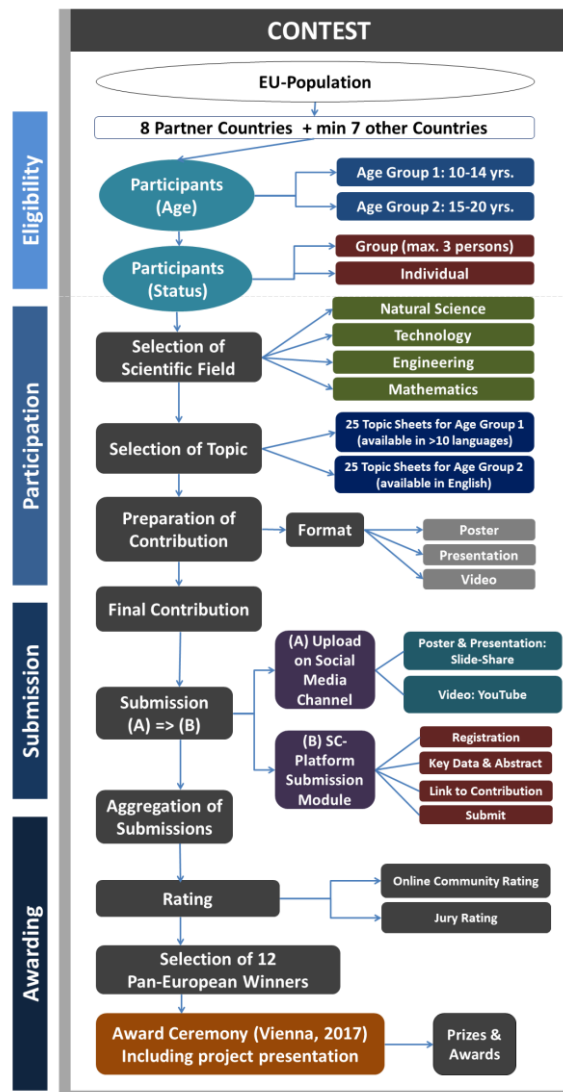 CONTEST
EU-Population
8 Partner Countries + min 7 other Countries
Eligibility
Participants
(Age)
Age Group 1: 10-14 yrs.
Age Group 2: 15-20 yrs.
Participants
(Status)
Group (max. 3 persons)
Individual
Participation
Selection of
Scientific Field
Natural Science
Technology
Engineering
Mathematics
Selection of Topic
25 Topic Sheets for Age Group 1
(available in >10 languages)
25 Topic Sheets for Age Group 2
(available in English)
Preparation of
Contribution
Format
Poster
Presentation
Video
Final Contribution
Submission
Submission
(A) => (B)
(A) Upload
on Social
Media
Channel
Poster & Presentation:
Slide-Share
Video: YouTube
(B) SC-
Platform
Submission
Module
Registration
Key Data & Abstract
Link to Contribution
Submit
Aggregation of
Submissions
Awarding
Rating
Online Community Rating
Jury Rating
Selection of 12
Pan-European Winners
Award Ceremony (Vienna, 2017)
Including project presentation
Prizes &
Awards